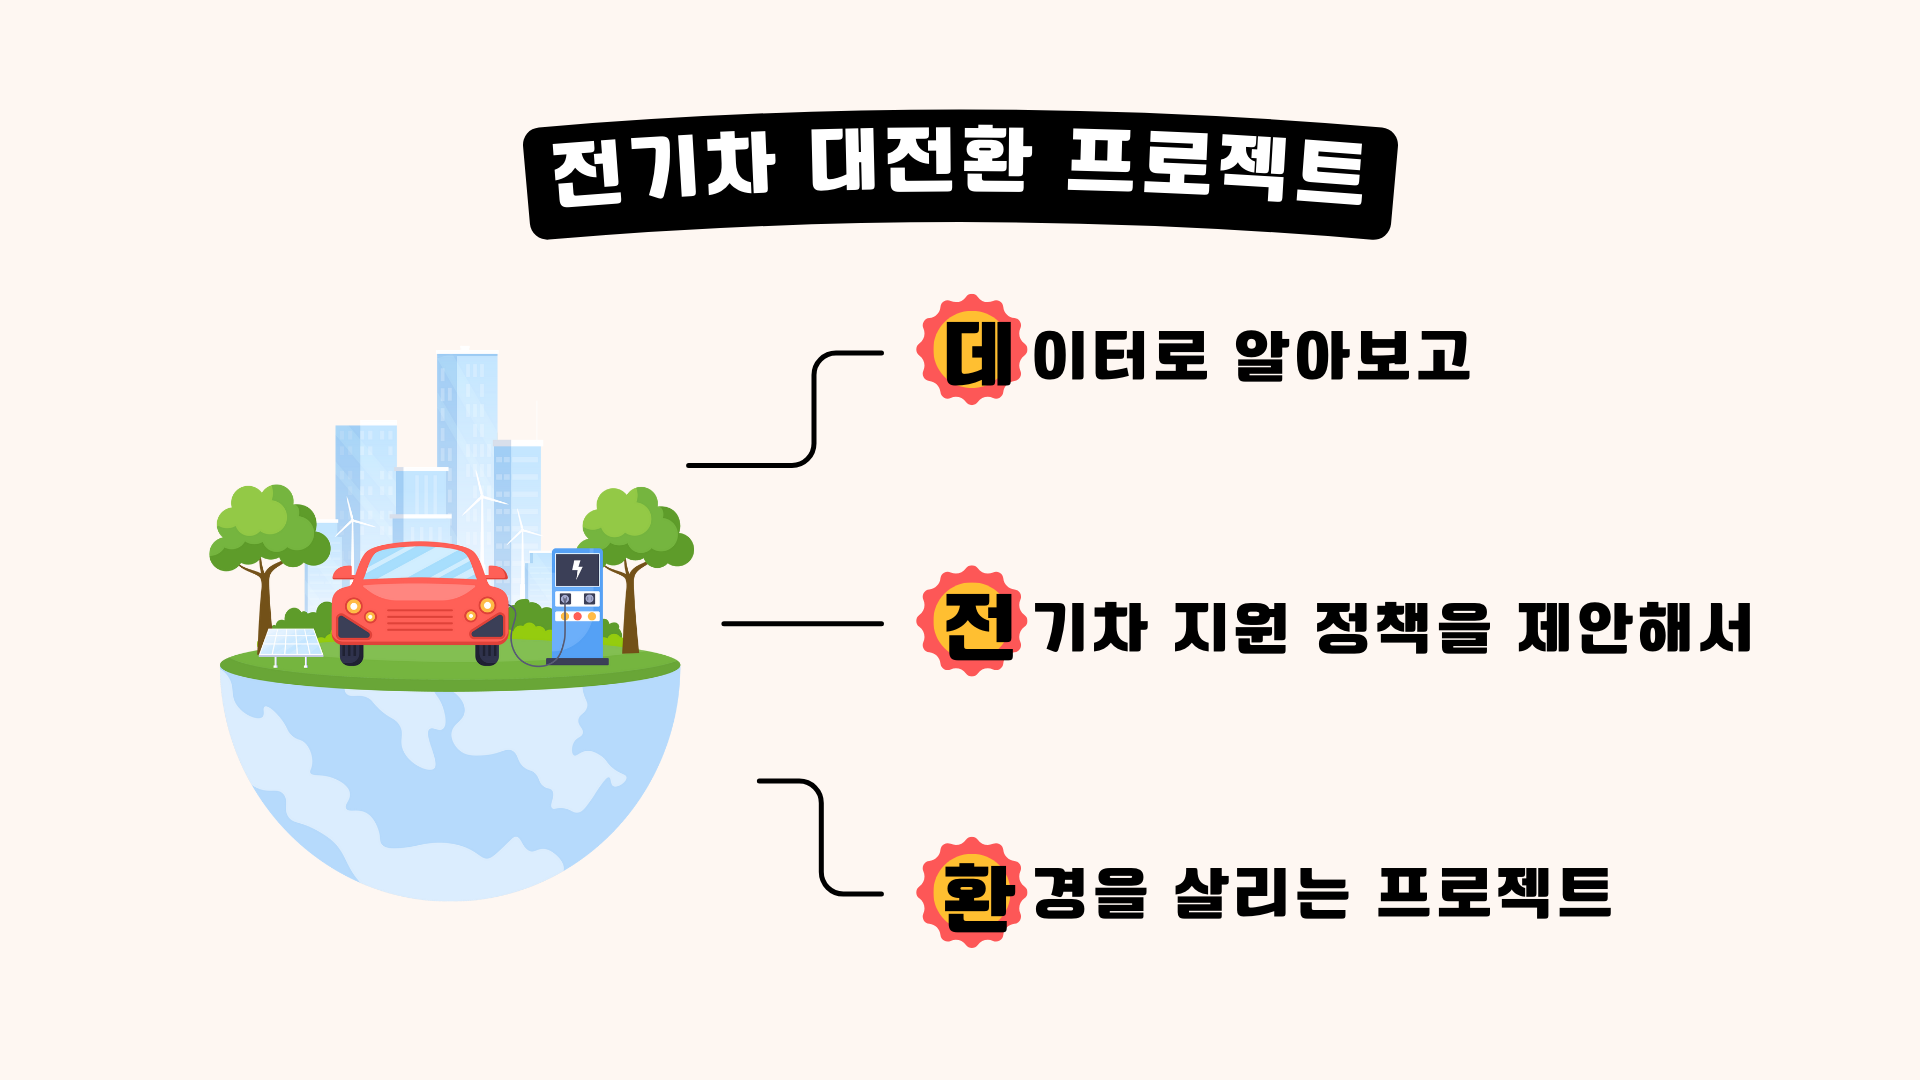 전기차 대전환 프로젝트
데이터로 알아보고
전기차 지원 정책을 제안해서
환경을 살리는 프로젝트